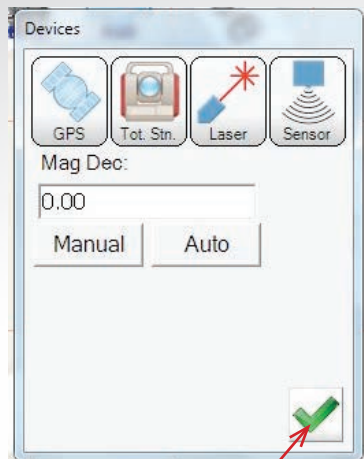 Devices
GPS Tot. Stn. Laser Sensor
Mag Dec:
0.00
Manual Auto